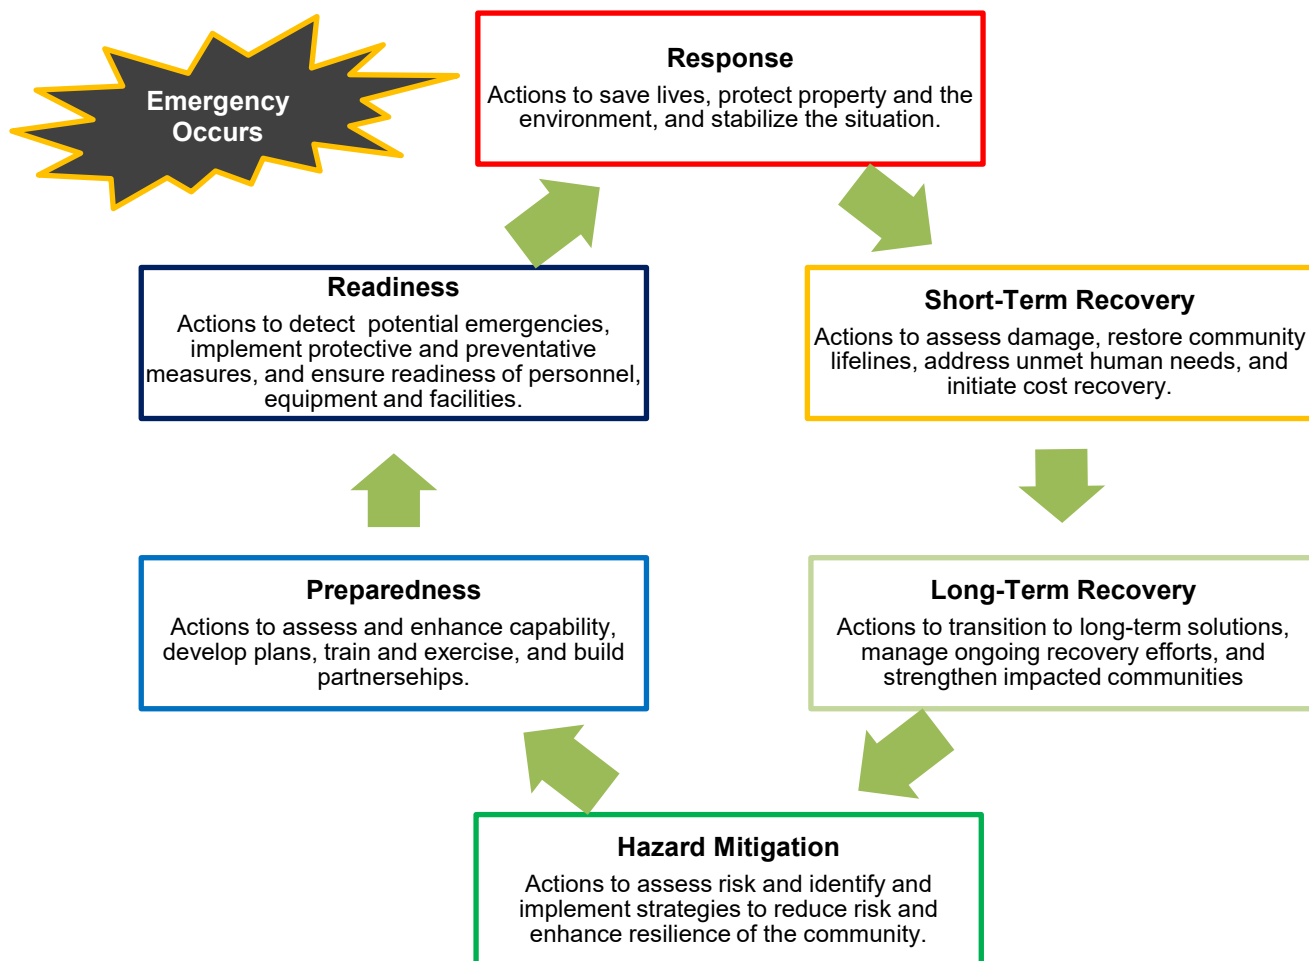 Emergency
Occurs
Response
Actions to save lives, protect property and the
environment, and stabilize the situation.
Readiness
Actions to detect  potential emergencies,
implement protective and preventative
measures, and ensure readiness of personnel,
equipment and facilities.
Short-Term Recovery
Actions to assess damage, restore community
lifelines, address unmet human needs, and
initiate cost recovery.
Preparedness
Actions to assess and enhance capability,
develop plans, train and exercise, and build
partnersehips.
Long-Term Recovery
Actions to transition to long-term solutions,
manage ongoing recovery efforts, and
strengthen impacted communities
Hazard Mitigation
Actions to assess risk and identify and
implement strategies to reduce risk and
enhance resilience of the community.